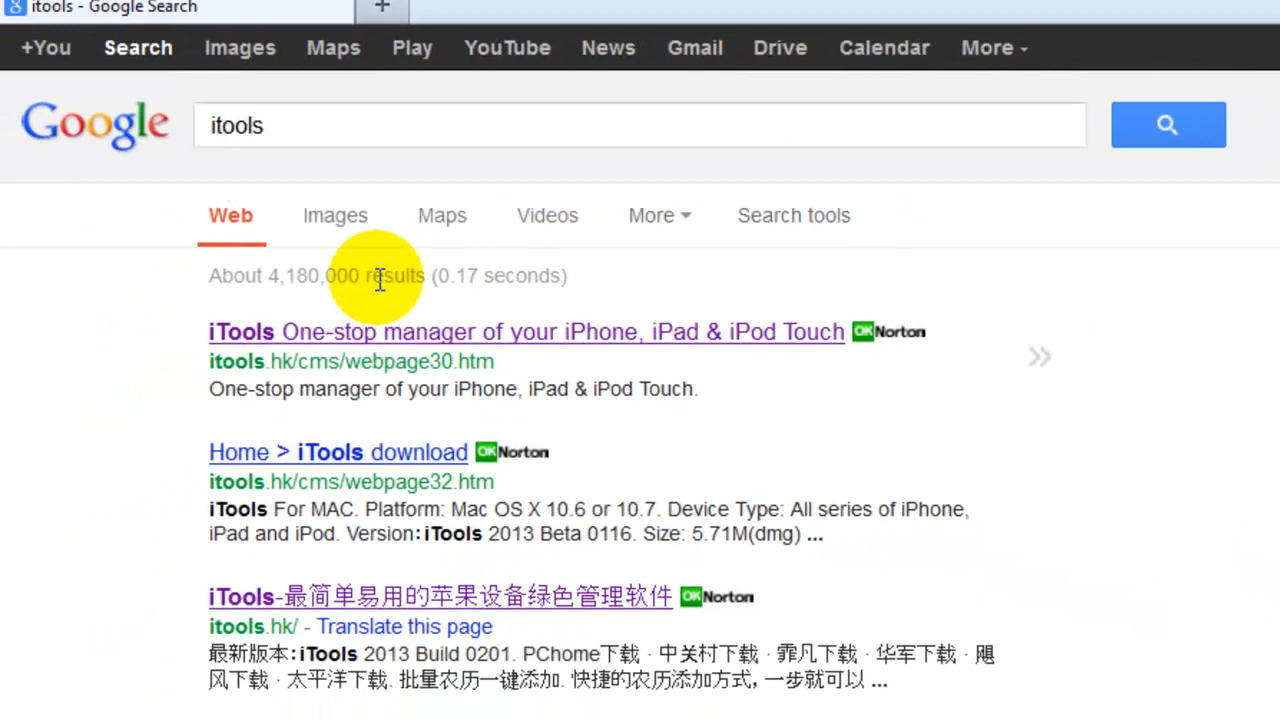 itools - Google Search
+You Search Images Maps Play YouTube News Gmail Drive Calendar More
Google itools
Web Images Maps Videos More Search tools
About 4,180,000 results (0.17 seconds)
iTools One-stop manager of your iPhone, iPad & iPod Touch OK Norton
itools.hk/cms/webpage30.htm
One-stop manager of your iPhone, iPad & iPod Touch.
Home > iTools download OK Norton
itools.hk/cms/webpage32.htm
iTools For MAC. Platform: Mac OS X 10.6 or 10.7. Device Type: All series of iPhone,
iPad and iPod. Version: iTools 2013 Beta 0116. Size: 5.71M(dmg) ...
iTools-最简单易用的苹果设备绿色管理软件 OK Norton
itools.hk/ - Translate this page
最新版本: iTools 2013 Build 0201. PChome下载 · 中关村下载 · 霏凡下载 · 华军下载 · 飓
风下载 · 太平洋下载. 批量农历一键添加. 快捷的农历添加方式, 一步就可以 ...